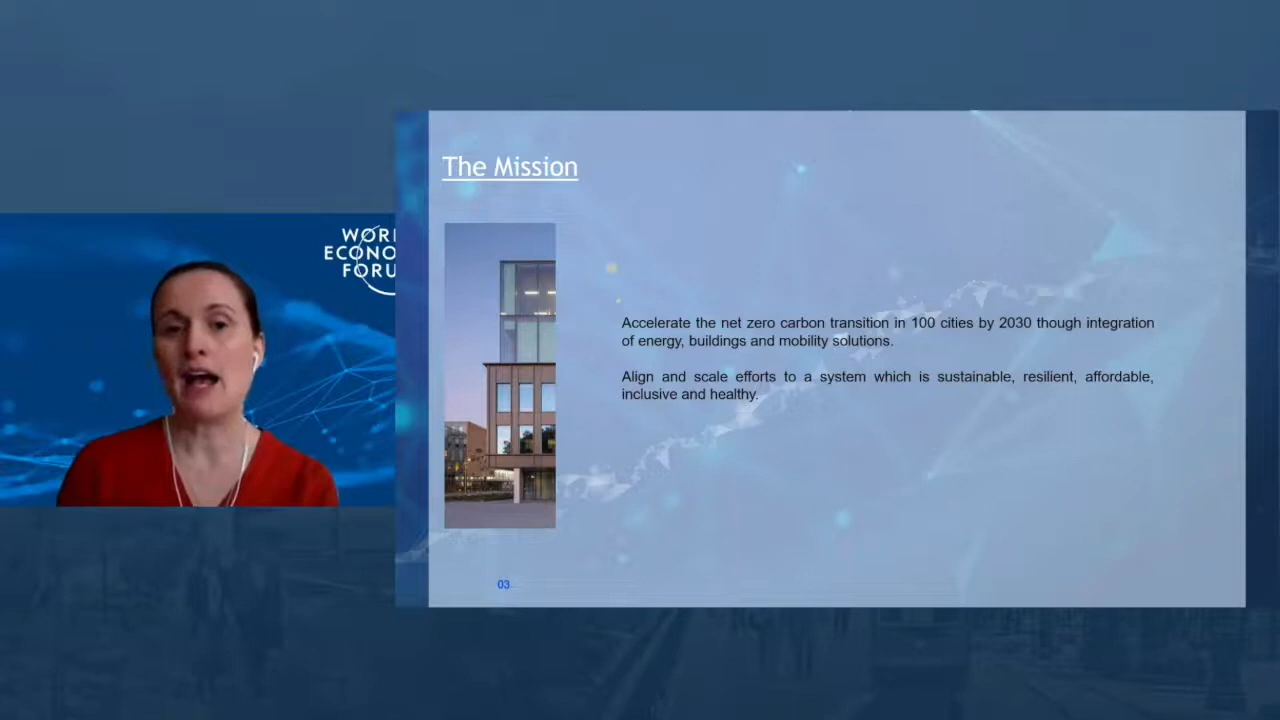 WORL
ECONO
FORU
The Mission
Accelerate the net zero carbon transition in 100 cities by 2030 though integration
of energy, buildings and mobility solutions.
Align and scale efforts to a system which is sustainable, resilient, affordable,
inclusive and healthy.
03